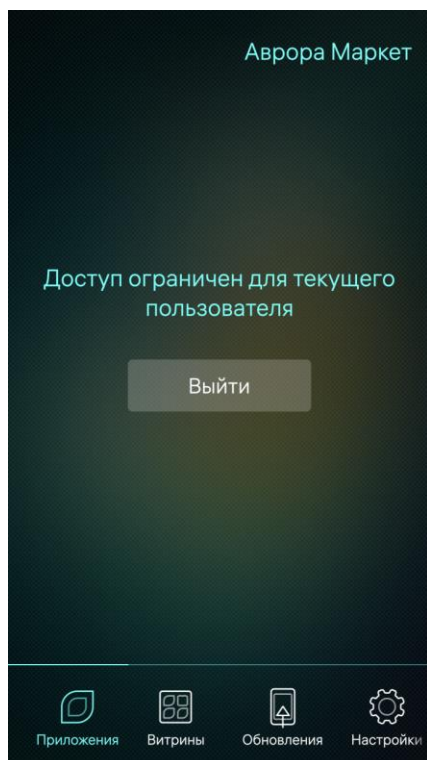 Аврора Маркет
Доступ ограничен для текущего
пользователя
Выйти
Приложения
Витрины
Обновления
Настройки